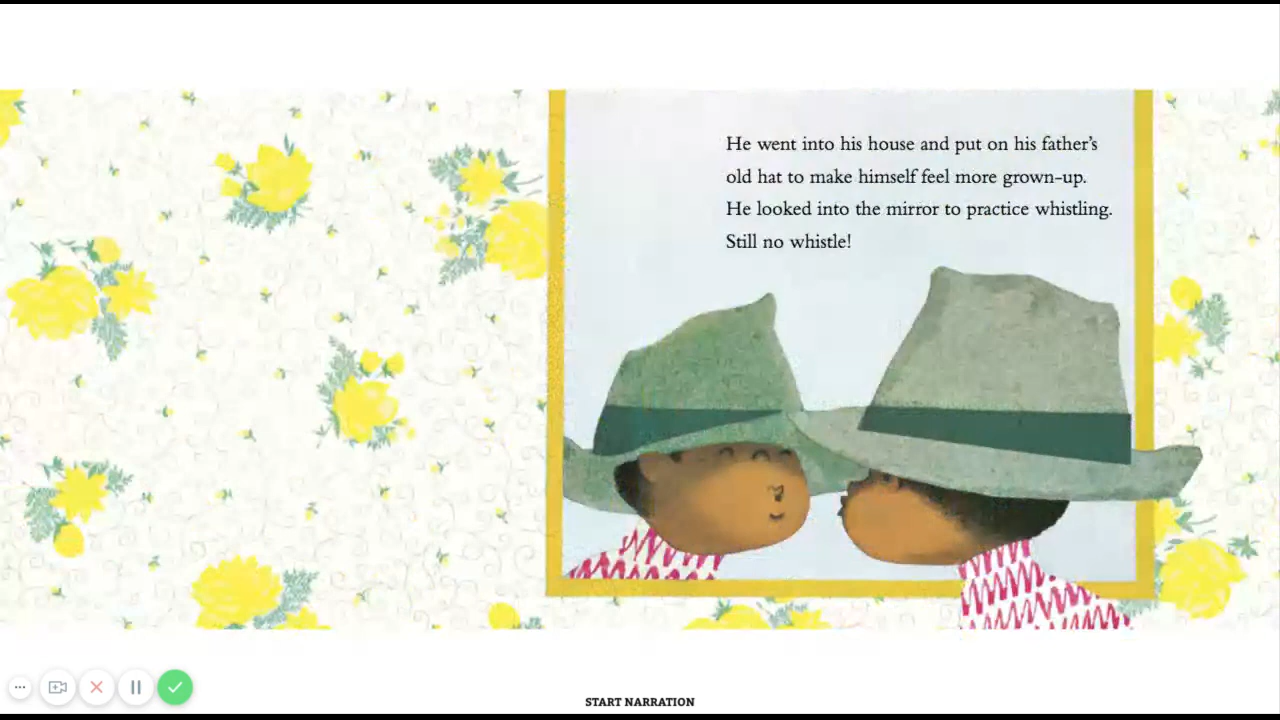 He went into his house and put on his father's
old hat to make himself feel more grown-up.
He looked into the mirror to practice whistling.
Still no whistle!
START NARRATION